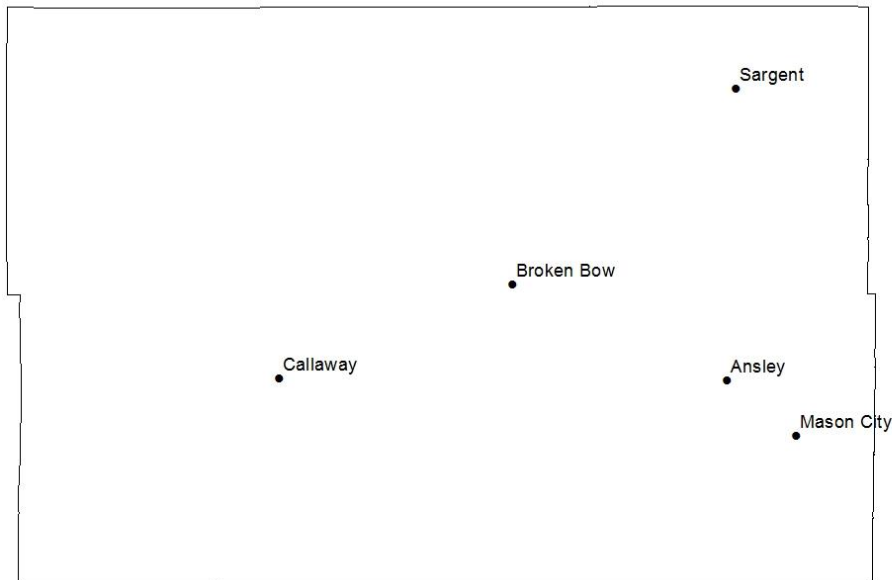 Sargent
Broken Bow
Callaway
Ansley
Mason City